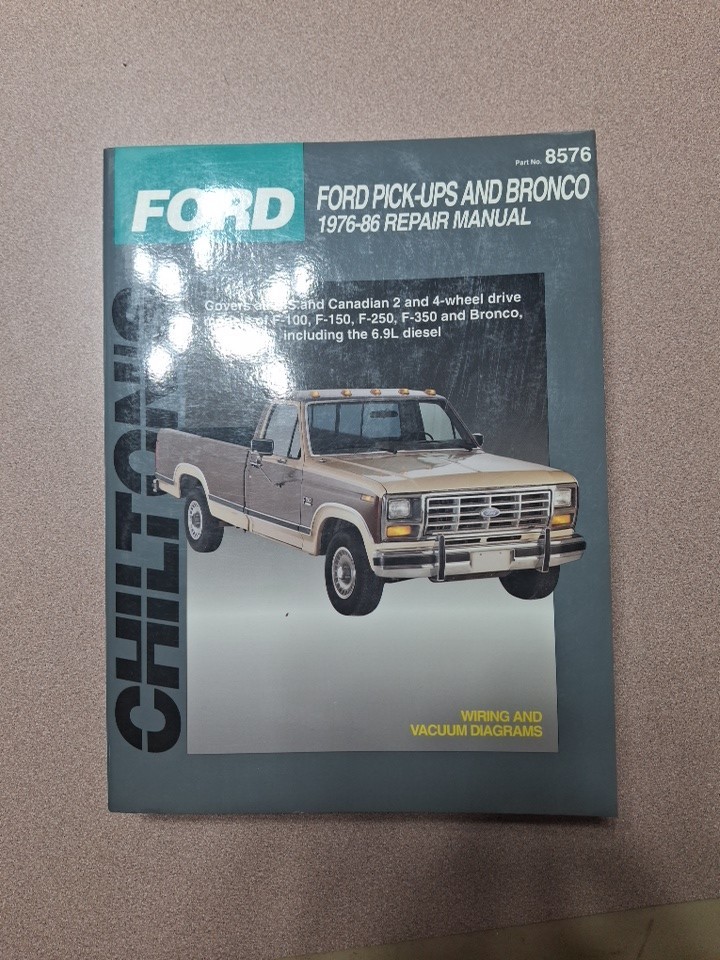 Part No. 8576
FORD
FORD PICK-UPS AND BRONCO
1976-86 REPAIR MANUAL
and Canadian 2 and 4-wheel drive
of F-100, F-150, F-250, F-350 and Bronco,
including the 6.9L diesel
CHILTON
WIRING AND
VACUUM DIAGRAMS